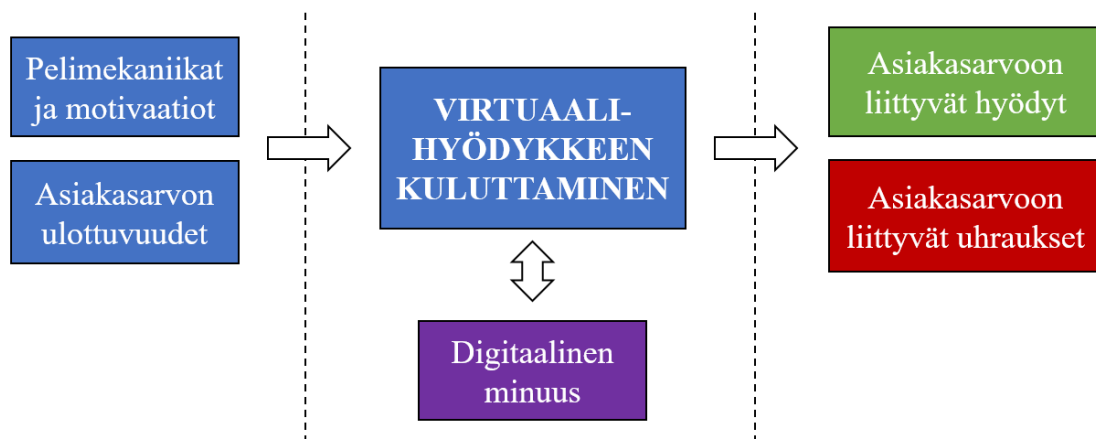 Pelimekaniikat
ja motivaatiot
Asiakasarvon
ulottuvuudet
VIRTUAALI-
HYÖDYKKEEN
KULUTTAMINEN
Digitaalinen
minuus
Asiakasarvoon
liittyvät hyödyt
Asiakasarvoon
liittyvät uhraukset